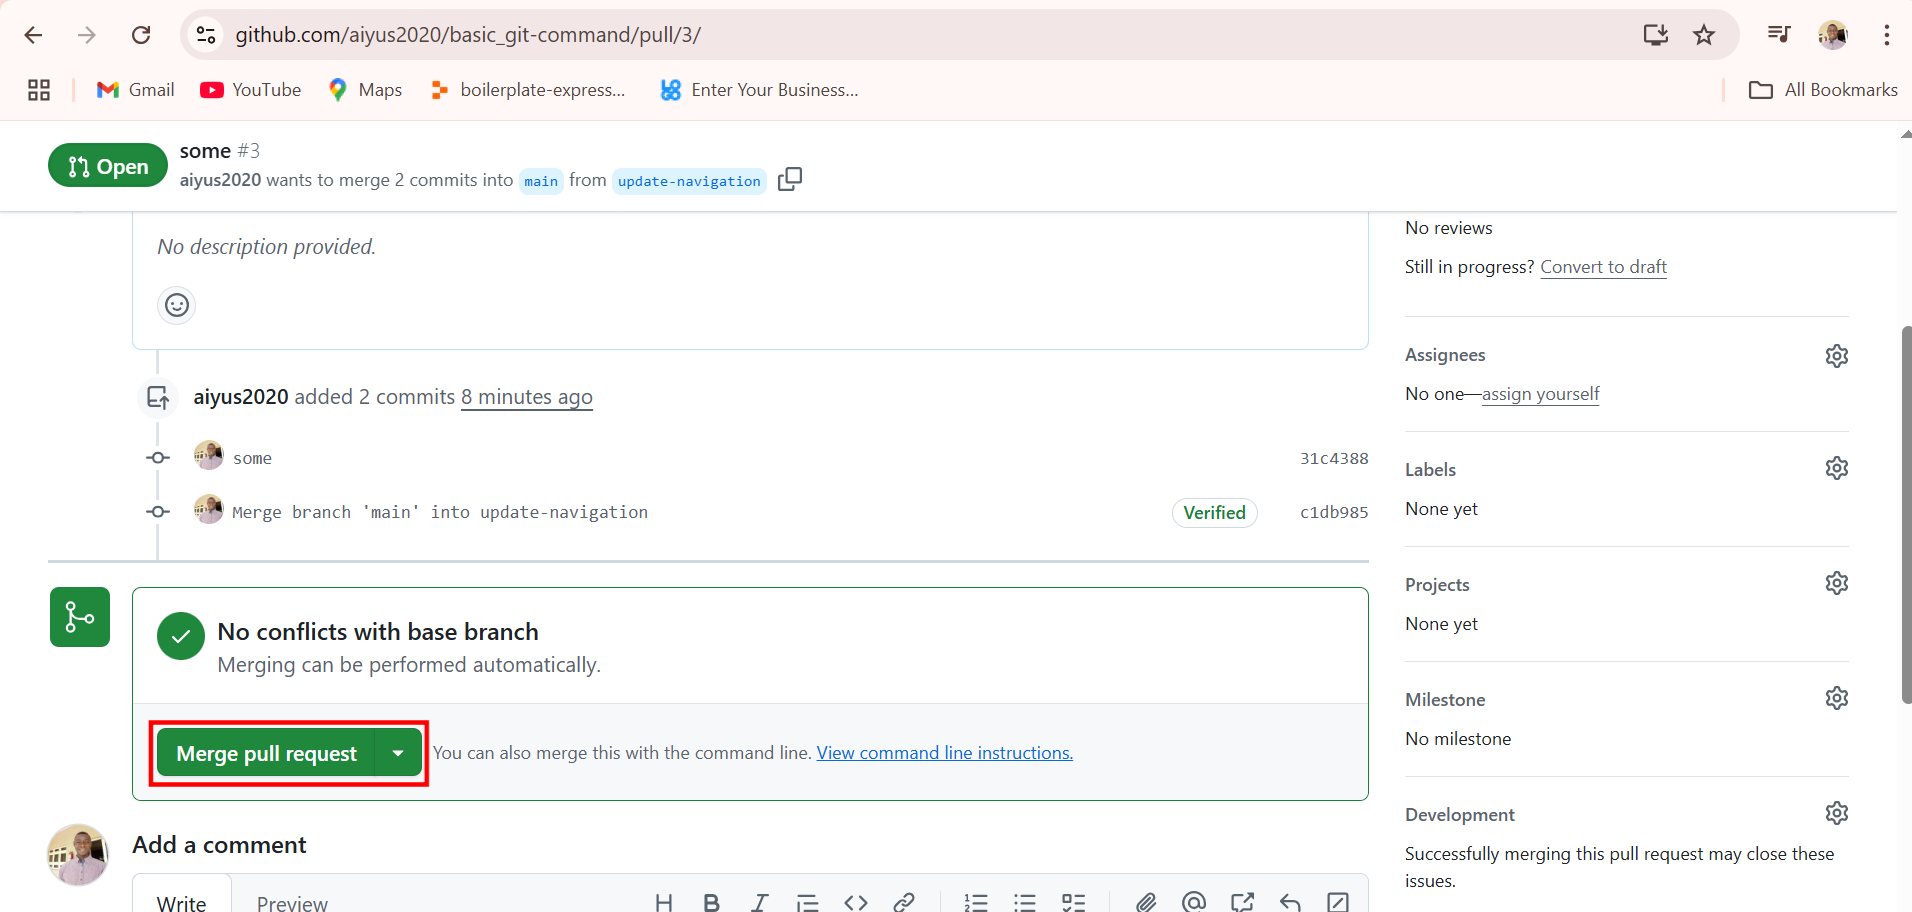 github.com/aiyus2020/basic_git-command/pull/3/
Gmail
YouTube
Maps
boilerplate-express...
Enter Your Business...
All Bookmarks
Open
some #3
aiyus2020 wants to merge 2 commits into main from update-navigation
No description provided.
aiyus2020 added 2 commits 8 minutes ago
some 31c4388
Merge branch 'main' into update-navigation Verified c1db985
No conflicts with base branch
Merging can be performed automatically.
Merge pull request
You can also merge this with the command line. View command line instructions.
Add a comment
Write Preview
No reviews
Still in progress? Convert to draft
Assignees
No one—assign yourself
Labels
None yet
Projects
None yet
Milestone
No milestone
Development
Successfully merging this pull request may close these
issues.